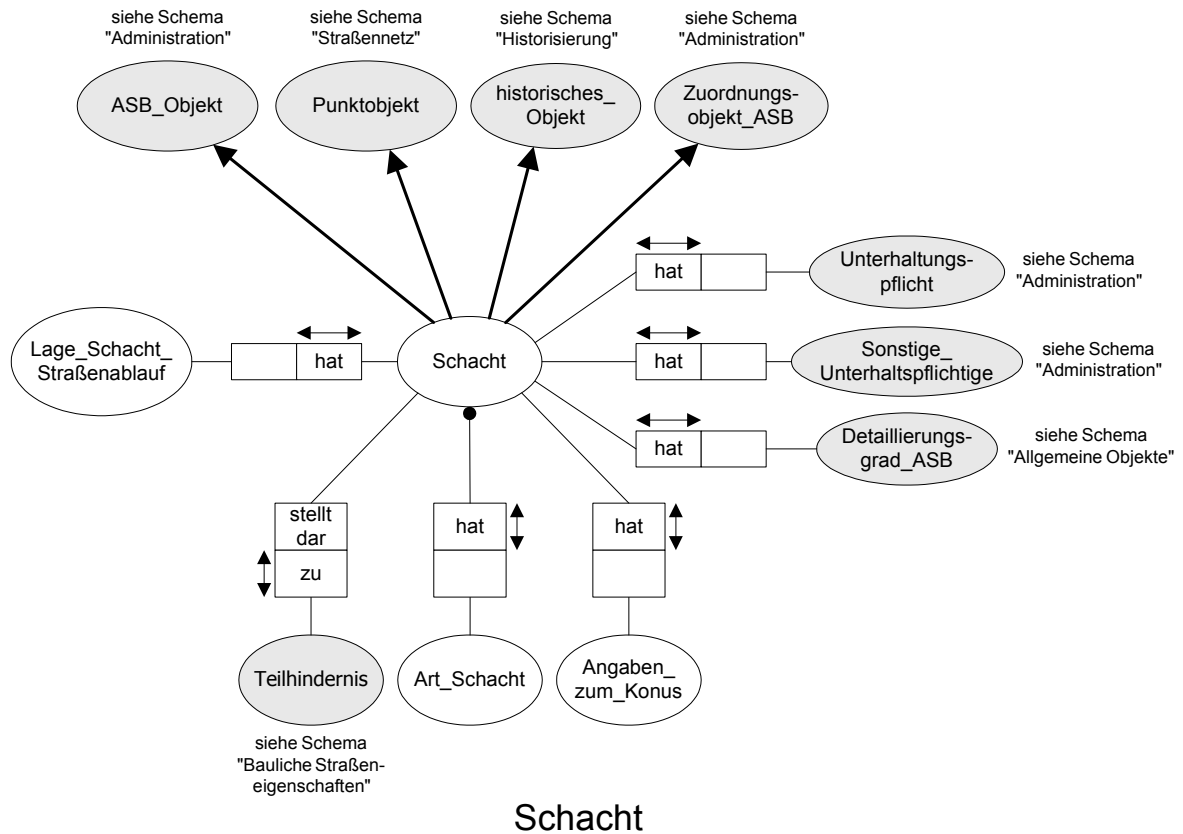 siehe Schema
"Administration"
siehe Schema
"Straßennetz"
siehe Schema
"Historisierung"
siehe Schema
"Administration"
ASB_Objekt
Punktobjekt
historisches_
Objekt
Zuordnungs-
objekt_ASB
hat
Unterhaltungs-
pflicht
siehe Schema
"Administration"
Lage_Schacht_
Straßenablauf
hat
Schacht
hat
Sonstige_
Unterhaltspflichtige
siehe Schema
"Administration"
hat
Detaillierungs-
grad_ASB
siehe Schema
"Allgemeine Objekte"
stellt
dar
zu
hat
hat
Teilhindernis
Art_Schacht
Angaben_
zum_Konus
siehe Schema
"Bauliche Straßen-
eigenschaften"
Schacht